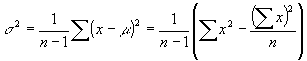 σ² = 1/(n−1) ∑(x − μ)² = 1/(n−1) (∑x² − (∑x)²/n)